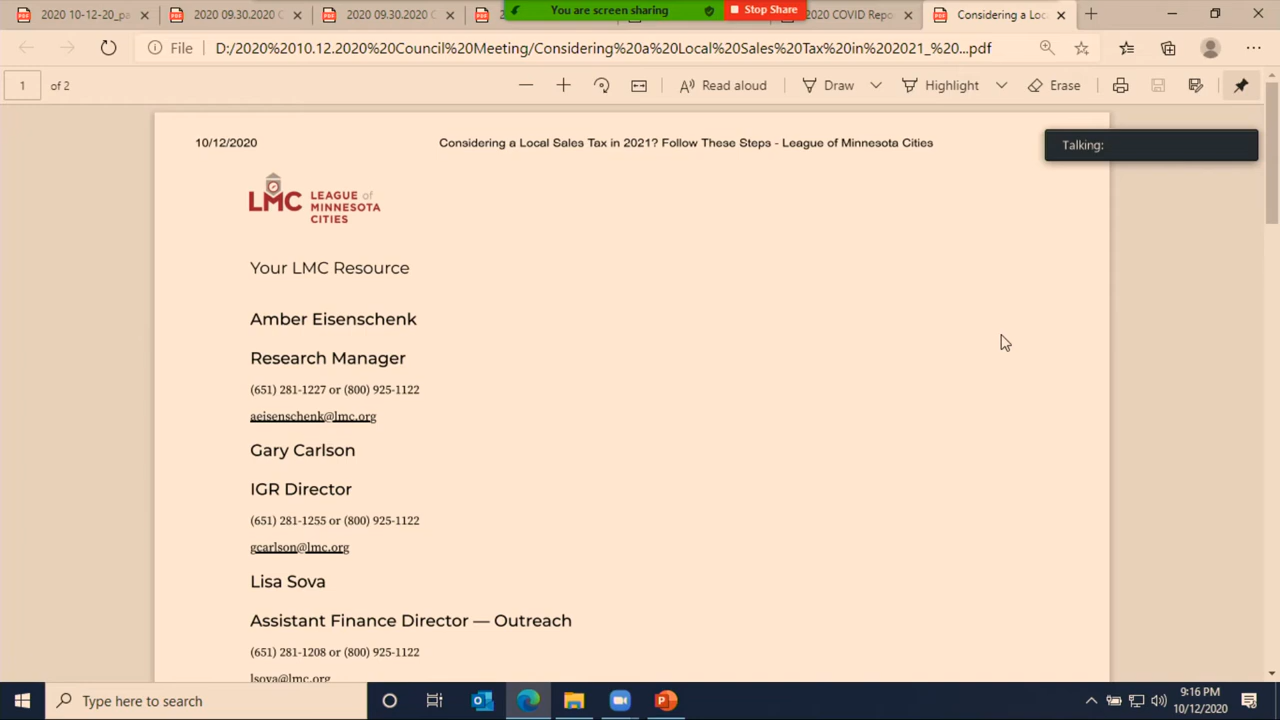 2020 10-12-20_pa
2020 09.30.2020 C
2020 09.30.2020 C
2
You are screen sharing
Stop Share
2020 COVID Repo
Considering a Loca
File
D:/2020%2010.12.2020%20Council%20Meeting/Considering%20a%20Local%20Sales%20Tax%20in%202021_%20...pdf
1 of 2
Read aloud
Draw
Highlight
Erase
10/12/2020
Considering a Local Sales Tax in 2021? Follow These Steps - League of Minnesota Cities
Talking:
LMC LEAGUE of
MINNESOTA
CITIES
Your LMC Resource
Amber Eisenschenk
Research Manager
(651) 281-1227 or (800) 925-1122
aeisenschenk@lmc.org
Gary Carlson
IGR Director
(651) 281-1255 or (800) 925-1122
gcarlson@lmc.org
Lisa Sova
Assistant Finance Director — Outreach
(651) 281-1208 or (800) 925-1122
lsova@lmc.org
Type here to search
9:16 PM
10/12/2020